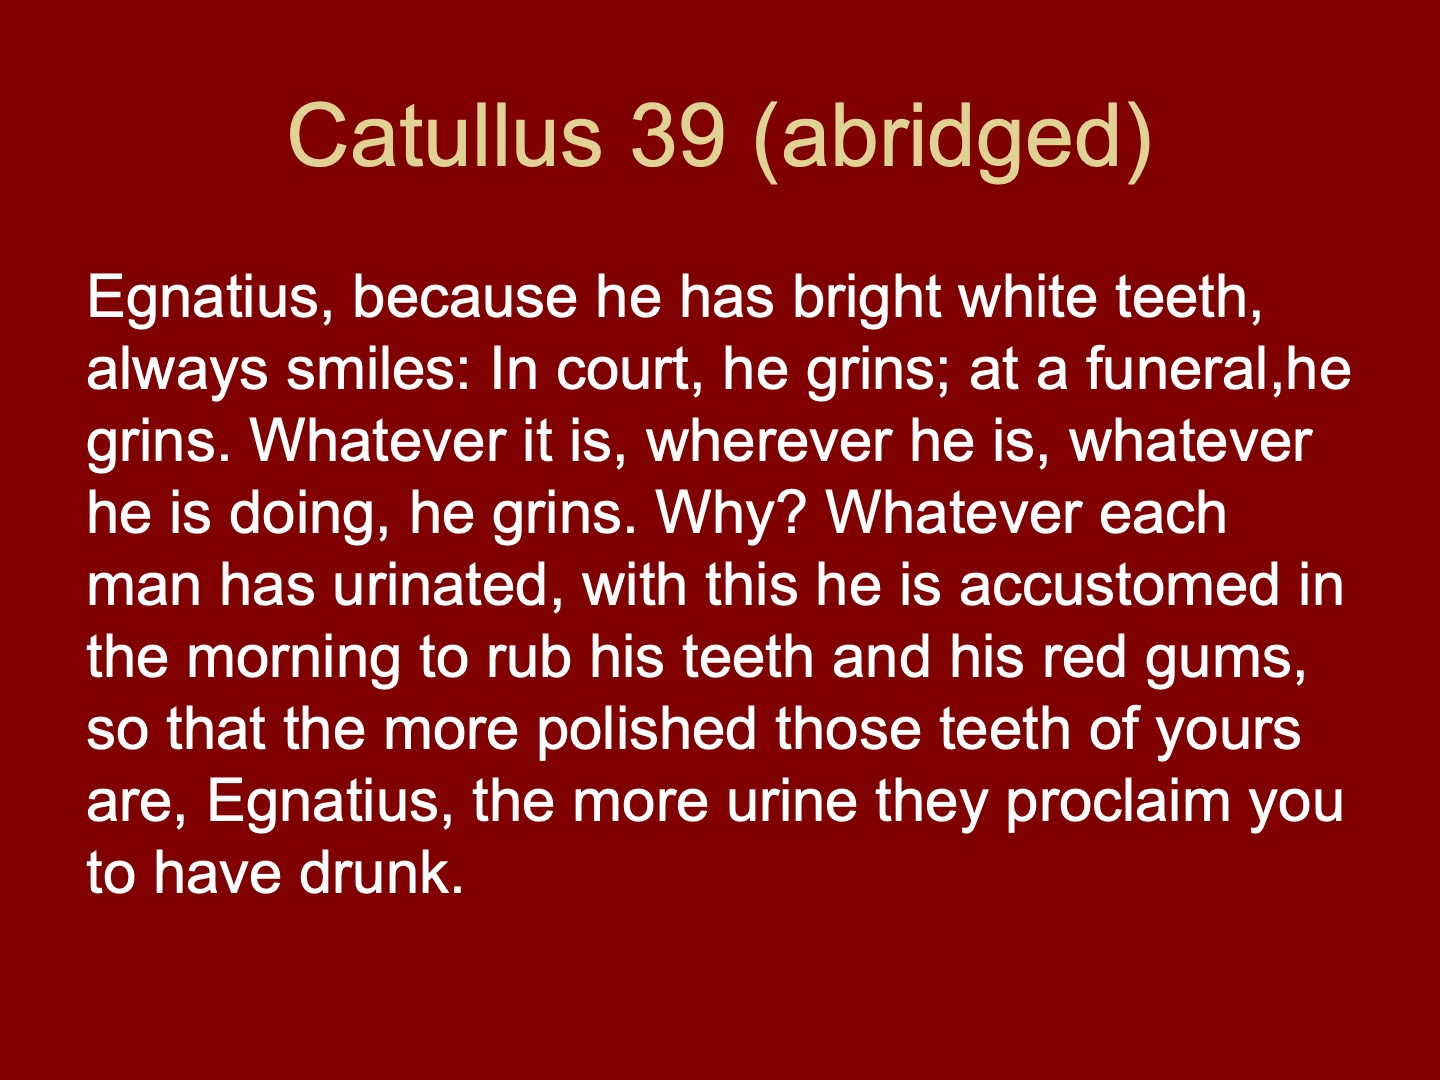 Catullus 39 (abridged)
Egnatius, because he has bright white teeth,
always smiles: In court, he grins; at a funeral,he
grins. Whatever it is, wherever he is, whatever
he is doing, he grins. Why? Whatever each
man has urinated, with this he is accustomed in
the morning to rub his teeth and his red gums,
so that the more polished those teeth of yours
are, Egnatius, the more urine they proclaim you
to have drunk.